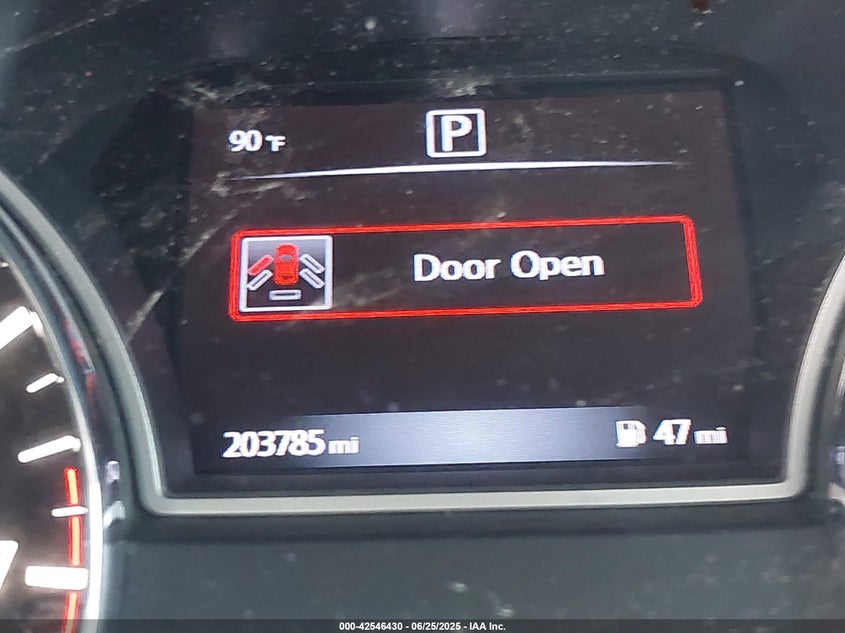 90 °F
P
Door Open
203785 mi
47 mi
000-42546430 - 06/25/2025 - IAA Inc.